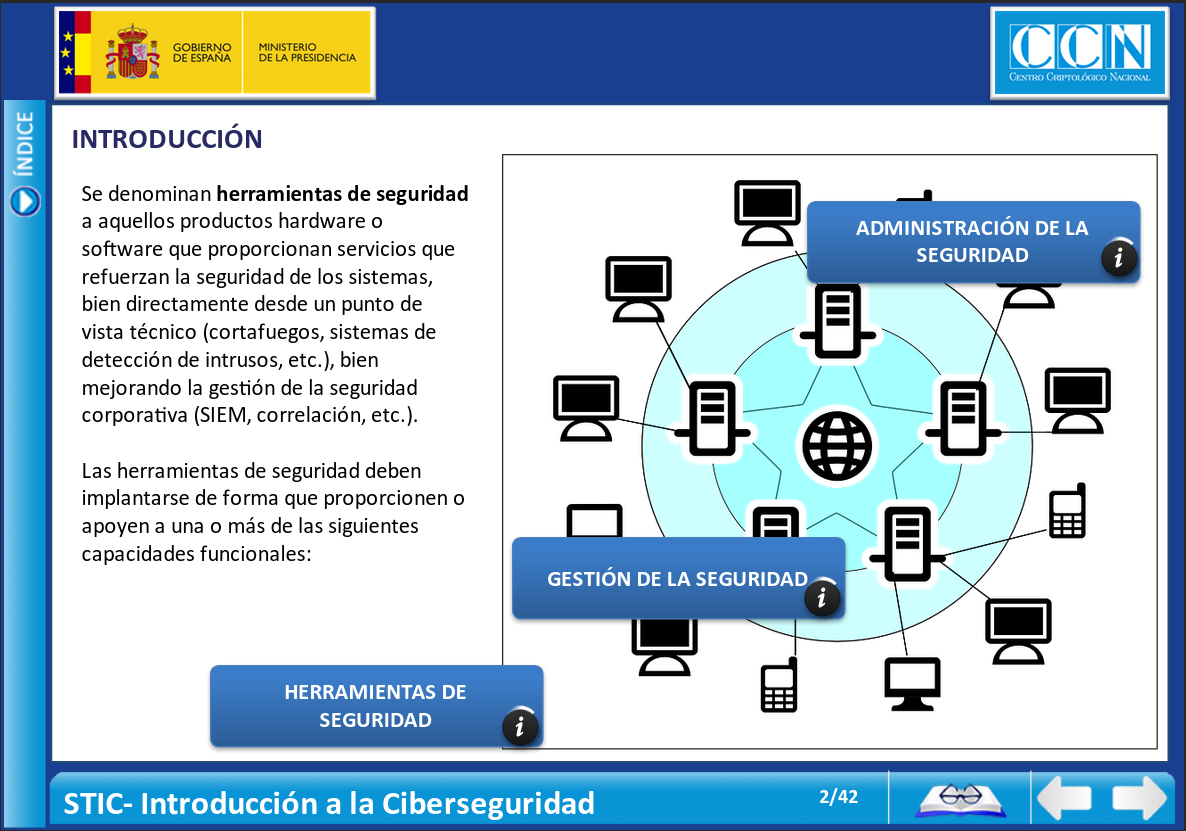 GOBIERNO
DE ESPAÑA
MINISTERIO
DE LA PRESIDENCIA
CCN
CENTRO CRIPTOLÓGICO NACIONAL
ÍNDICE
INTRODUCCIÓN
Se denominan herramientas de seguridad
a aquellos productos hardware o
software que proporcionan servicios que
refuerzan la seguridad de los sistemas,
bien directamente desde un punto de
vista técnico (cortafuegos, sistemas de
detección de intrusos, etc.), bien
mejorando la gestión de la seguridad
corporativa (SIEM, correlación, etc.).
Las herramientas de seguridad deben
implantarse de forma que proporcionen o
apoyen a una o más de las siguientes
capacidades funcionales:
ADMINISTRACIÓN DE LA
SEGURIDAD
i
GESTIÓN DE LA SEGURIDAD
i
HERRAMIENTAS DE
SEGURIDAD
i
STIC- Introducción a la Ciberseguridad
2/42